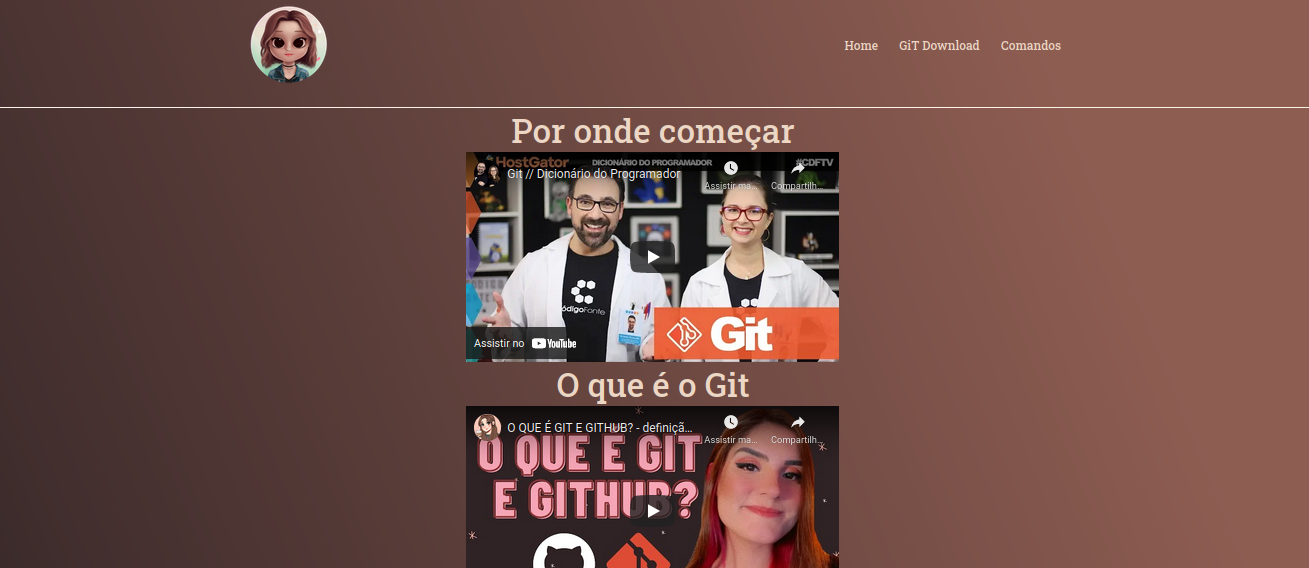 Home GiT Download Comandos
Por onde começar
HostGator DICIONÁRIO DO PROGRAMADOR #CDFTV
Git // Dicionário do Programador
Assistir ma... Compartilh...
códigoFonte
Git
Assistir no YouTube
O que é o Git
O QUE É GIT E GITHUB? - definiçã...
Assistir ma... Compartilh...
O QUE E GIT
E GITHUB?